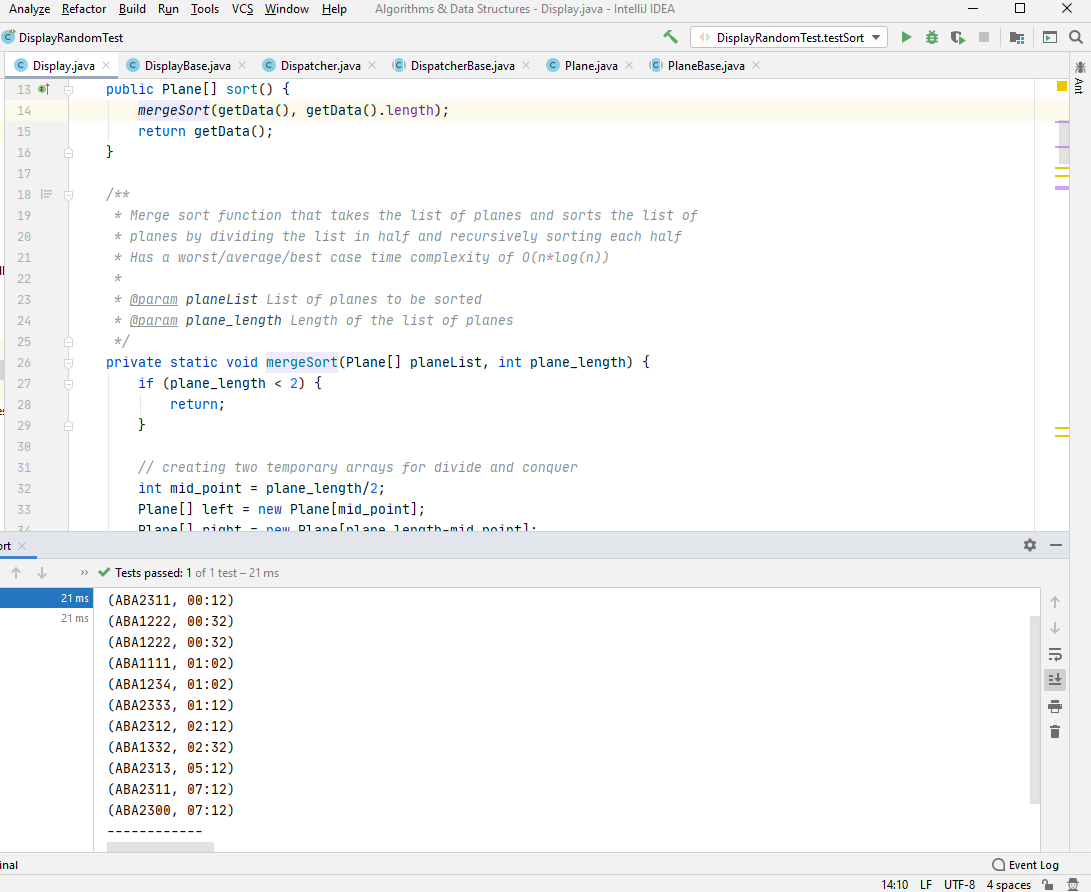 Analyze Refactor Build Run Tools VCS Window Help Algorithms & Data Structures - Display.java - IntelliJ IDEA
DisplayRandomTest DisplayRandomTest.testSort
Display.java DisplayBase.java Dispatcher.java DispatcherBase.java Plane.java PlaneBase.java
Ant
13 public Plane[] sort() {
14 mergeSort(getData(), getData().length);
15 return getData();
16 }
17
18 /**
19 * Merge sort function that takes the list of planes and sorts the list of
20 * planes by dividing the list in half and recursively sorting each half
21 * Has a worst/average/best case time complexity of O(n*log(n))
22 *
23 * @param planeList List of planes to be sorted
24 * @param plane_length Length of the list of planes
25 */
26 private static void mergeSort(Plane[] planeList, int plane_length) {
27 if (plane_length < 2) {
28 return;
29 }
30
31 // creating two temporary arrays for divide and conquer
32 int mid_point = plane_length/2;
33 Plane[] left = new Plane[mid_point];
34 Plane[] right = new Plane[plane_length-mid_point];
ort
Tests passed: 1 of 1 test – 21 ms
21 ms
21 ms
(ABA2311, 00:12)
(ABA1222, 00:32)
(ABA1222, 00:32)
(ABA1111, 01:02)
(ABA1234, 01:02)
(ABA2333, 01:12)
(ABA2312, 02:12)
(ABA1332, 02:32)
(ABA2313, 05:12)
(ABA2311, 07:12)
(ABA2300, 07:12)
------------
inal Event Log
14:10 LF UTF-8 4 spaces